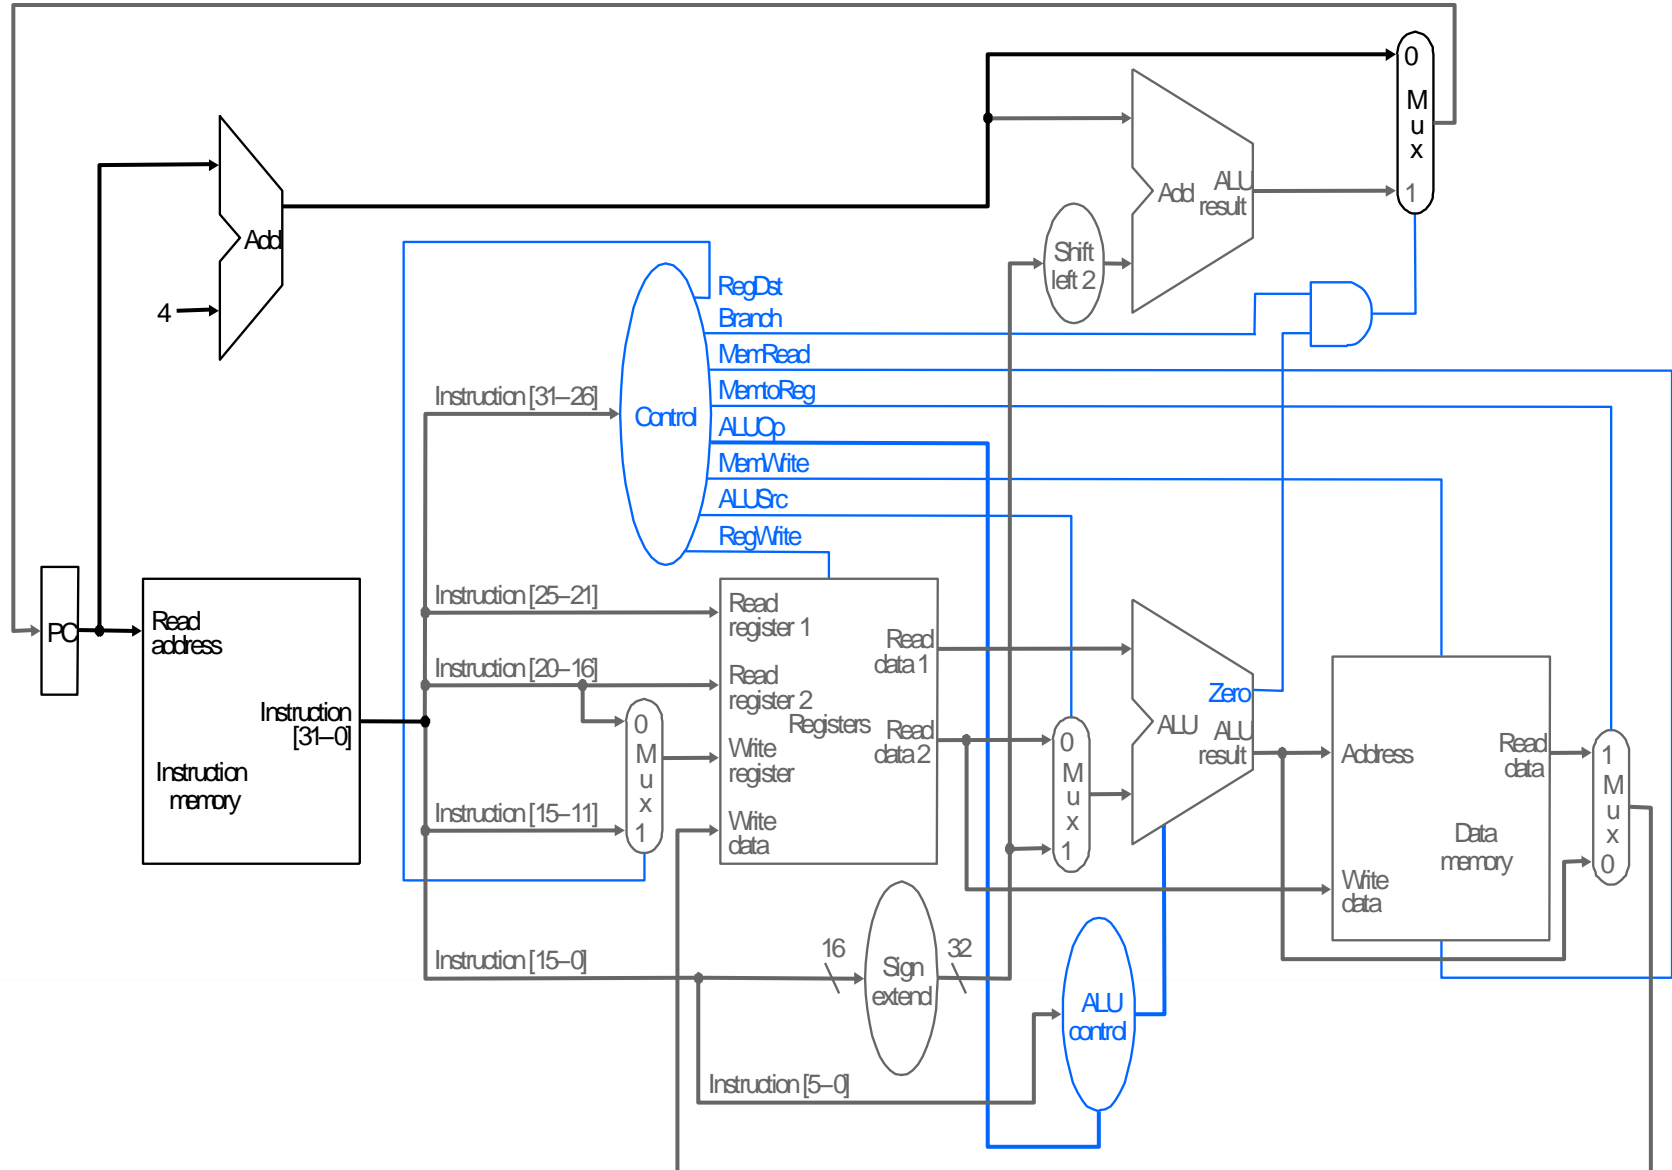 0
M
u
x
1
Add
ALU
result
Add
4
Shift
left 2
RegDst
Branch
MemRead
MemtoReg
ALUOp
MemWrite
ALUSrc
RegWrite
Control
Instruction [31–26]
Instruction [25–21]
Instruction [20–16]
Instruction [15–11]
Instruction [15–0]
Instruction [5–0]
PC
Read
address
Instruction
[31–0]
Instruction
memory
0
M
u
x
1
Read
register 1
Read
register 2
Write
register
Write
data
Registers
Read
data 1
Read
data 2
0
M
u
x
1
Zero
ALU
ALU
result
Address
Read
data
Data
memory
Write
data
1
M
u
x
0
16
Sign
extend
32
ALU
control